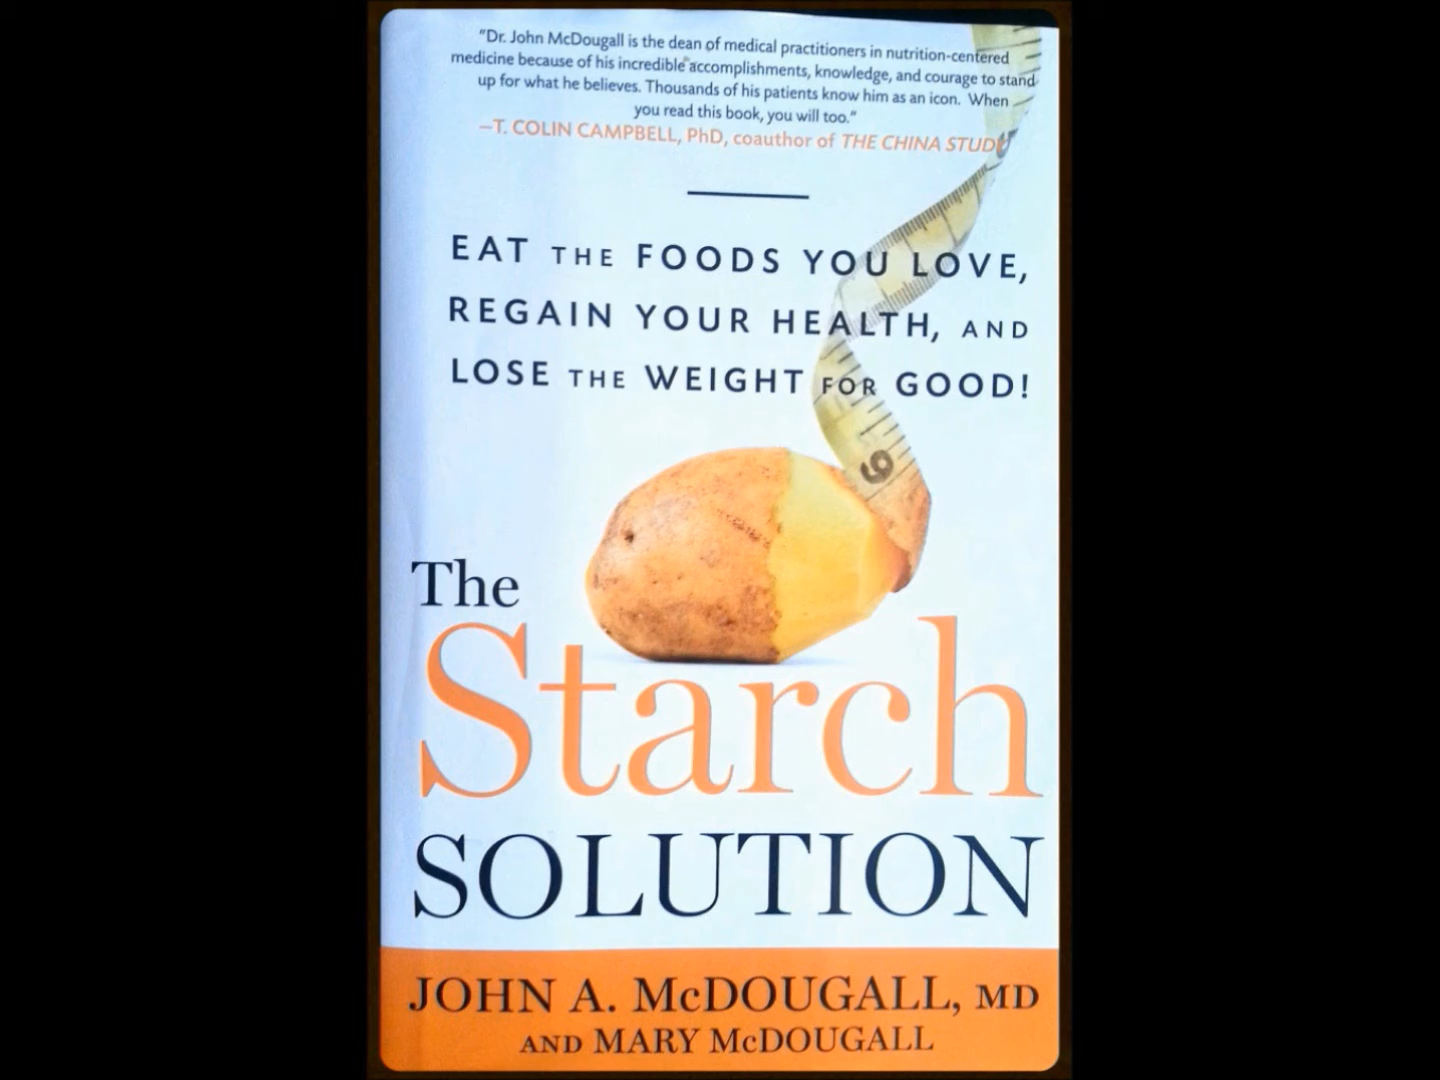 "Dr. John McDougall is the dean of medical practitioners in nutrition-centered
medicine because of his incredible accomplishments, knowledge, and courage to stand
up for what he believes. Thousands of his patients know him as an icon. When
you read this book, you will too."
—T. COLIN CAMPBELL, PhD, coauthor of THE CHINA STUDY
EAT THE FOODS YOU LOVE,
REGAIN YOUR HEALTH, AND
LOSE THE WEIGHT FOR GOOD!
9
The
Starch
SOLUTION
JOHN A. McDOUGALL, MD
AND MARY McDOUGALL